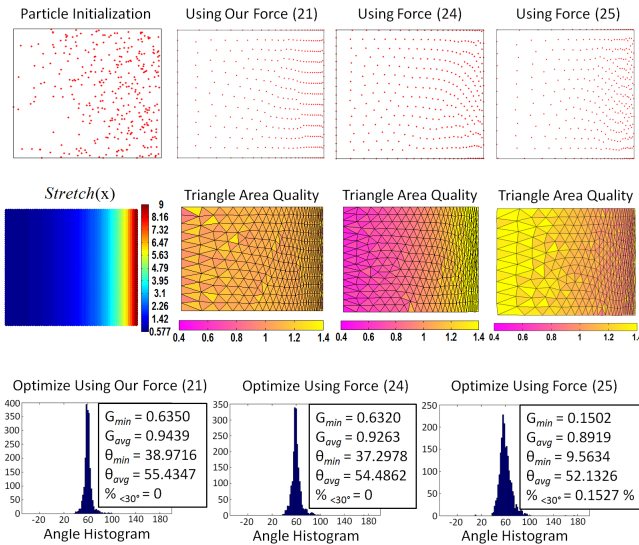 Particle Initialization
Using Our Force (21)
Using Force (24)
Using Force (25)
Stretch(x)
9
8.16
7.32
6.47
5.63
4.79
3.95
3.1
2.26
1.42
0.577
Triangle Area Quality
0.4 0.6 0.8 1 1.2 1.4
Triangle Area Quality
0.4 0.6 0.8 1 1.2 1.4
Triangle Area Quality
0.4 0.6 0.8 1 1.2 1.4
Optimize Using Our Force (21)
400
350
300
250
200
150
100
50
0
-20 20 60 100 140 180
G_min = 0.6350
G_avg = 0.9439
θ_min = 38.9716
θ_avg = 55.4347
% <30° = 0
Angle Histogram
Optimize Using Force (24)
400
300
200
100
0
-20 20 60 100 140 180
G_min = 0.6320
G_avg = 0.9263
θ_min = 37.2978
θ_avg = 54.4862
% <30° = 0
Angle Histogram
Optimize Using Force (25)
250
200
150
100
50
0
-20 20 60 100 140 180
G_min = 0.1502
G_avg = 0.8919
θ_min = 9.5634
θ_avg = 52.1326
% <30° = 0.1527 %
Angle Histogram